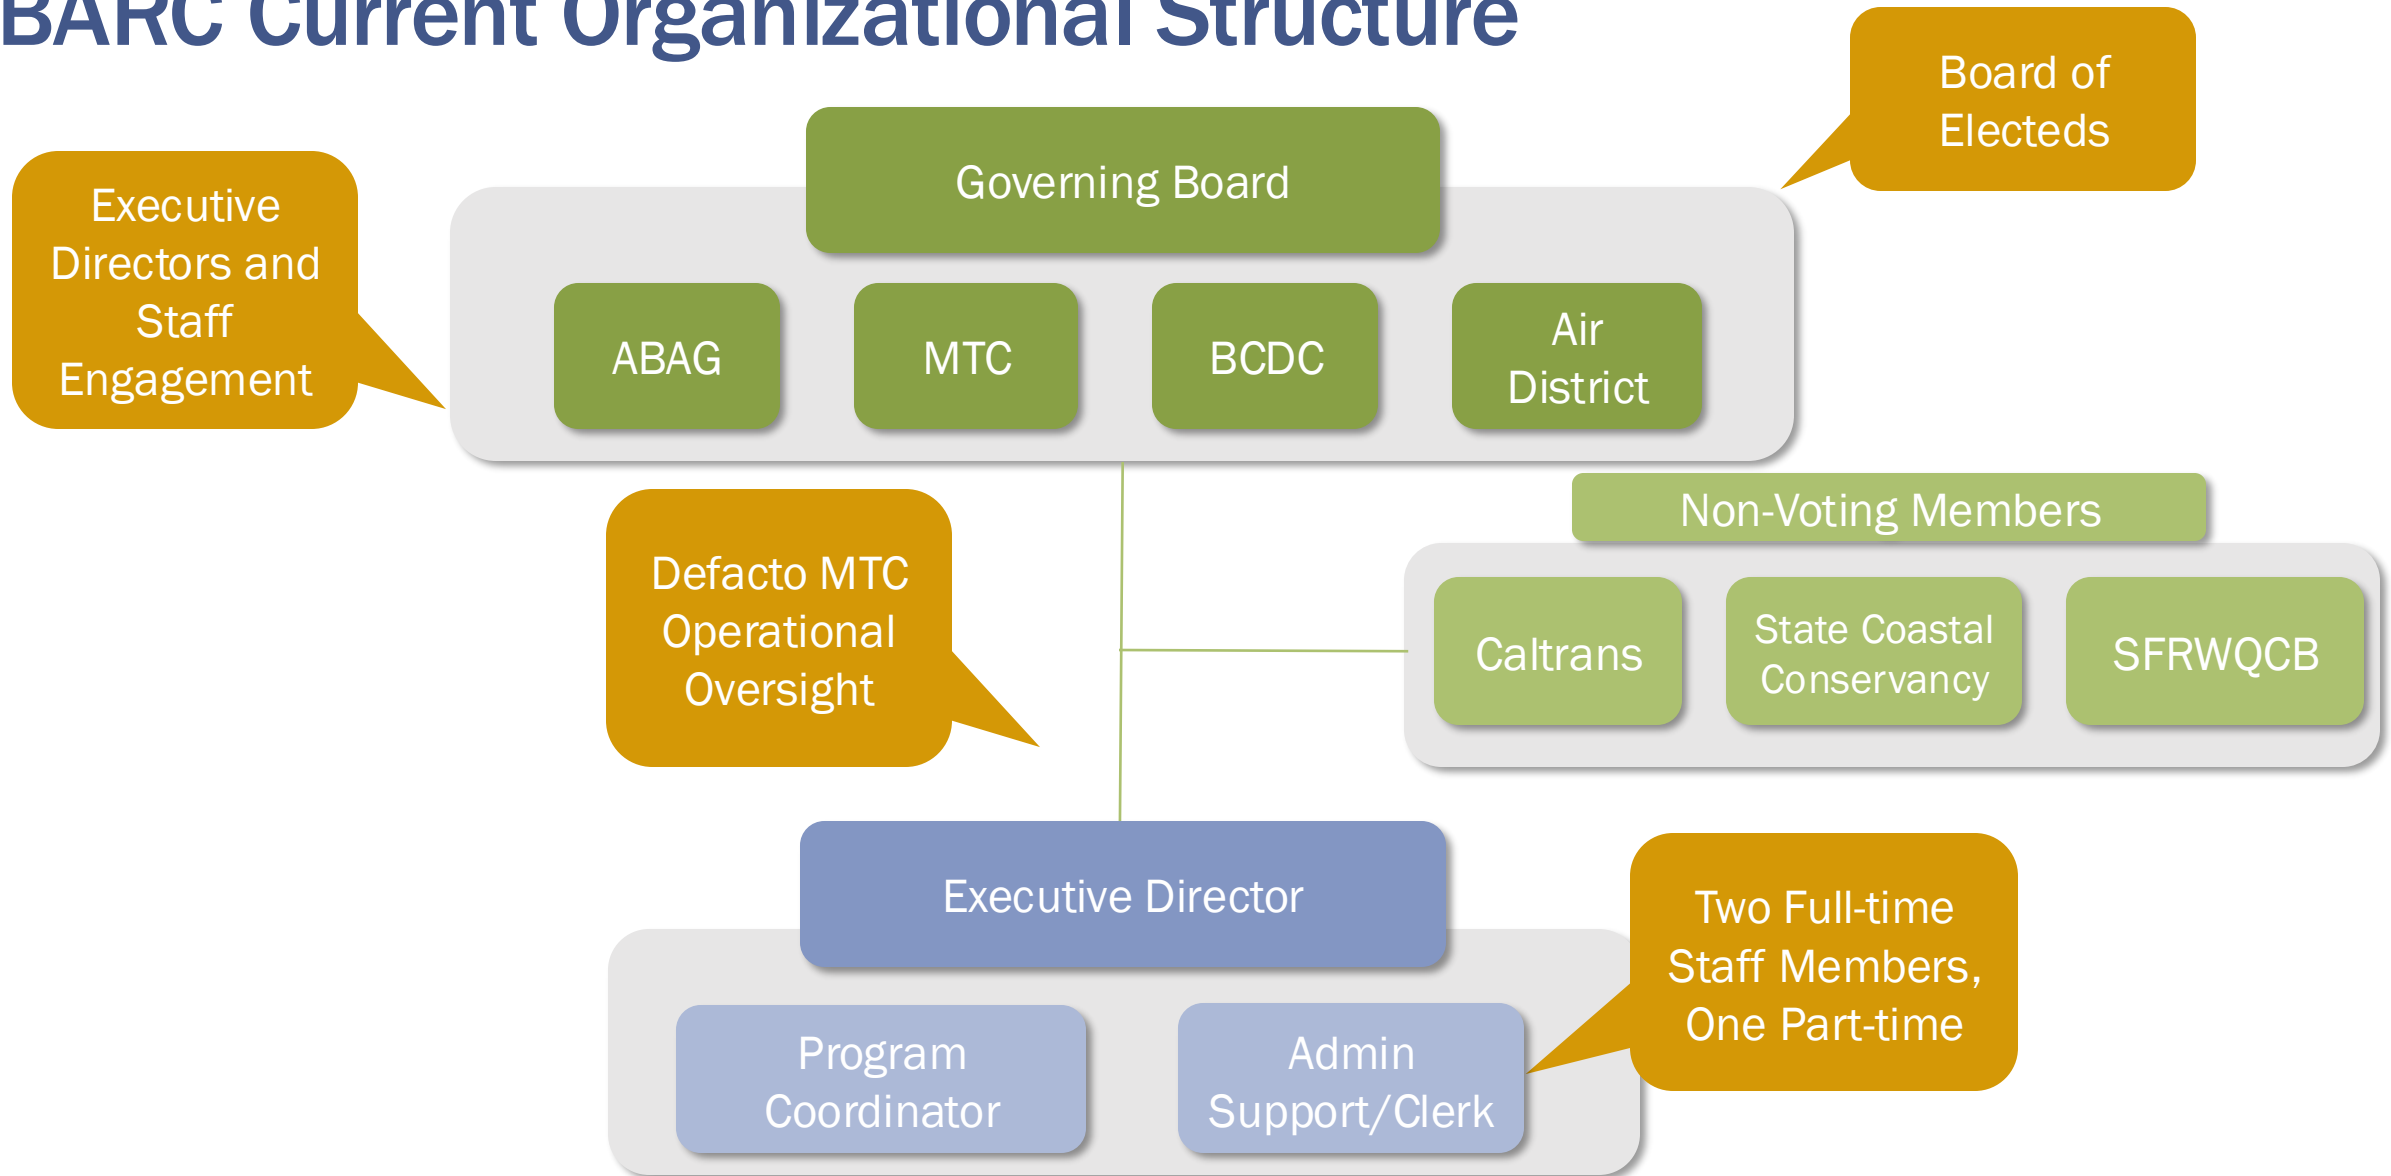 BARC Current Organizational Structure
Board of
Electeds
Governing Board
Executive
Directors and
Staff
Engagement
ABAG
MTC
BCDC
Air
District
Non-Voting Members
Defacto MTC
Operational
Oversight
Caltrans
State Coastal
Conservancy
SFRWQCB
Executive Director
Two Full-time
Staff Members,
One Part-time
Program
Coordinator
Admin
Support/Clerk